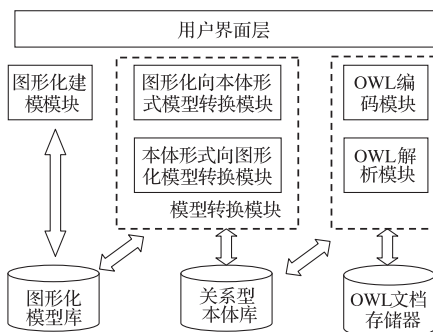 用户界面层
图形化建
模模块
图形化向本体形
式模型转换模块
本体形式向图形
化模型转换模块
模型转换模块
OWL编
码模块
OWL解
析模块
图形化
模型库
关系型
本体库
OWL文档
存储器